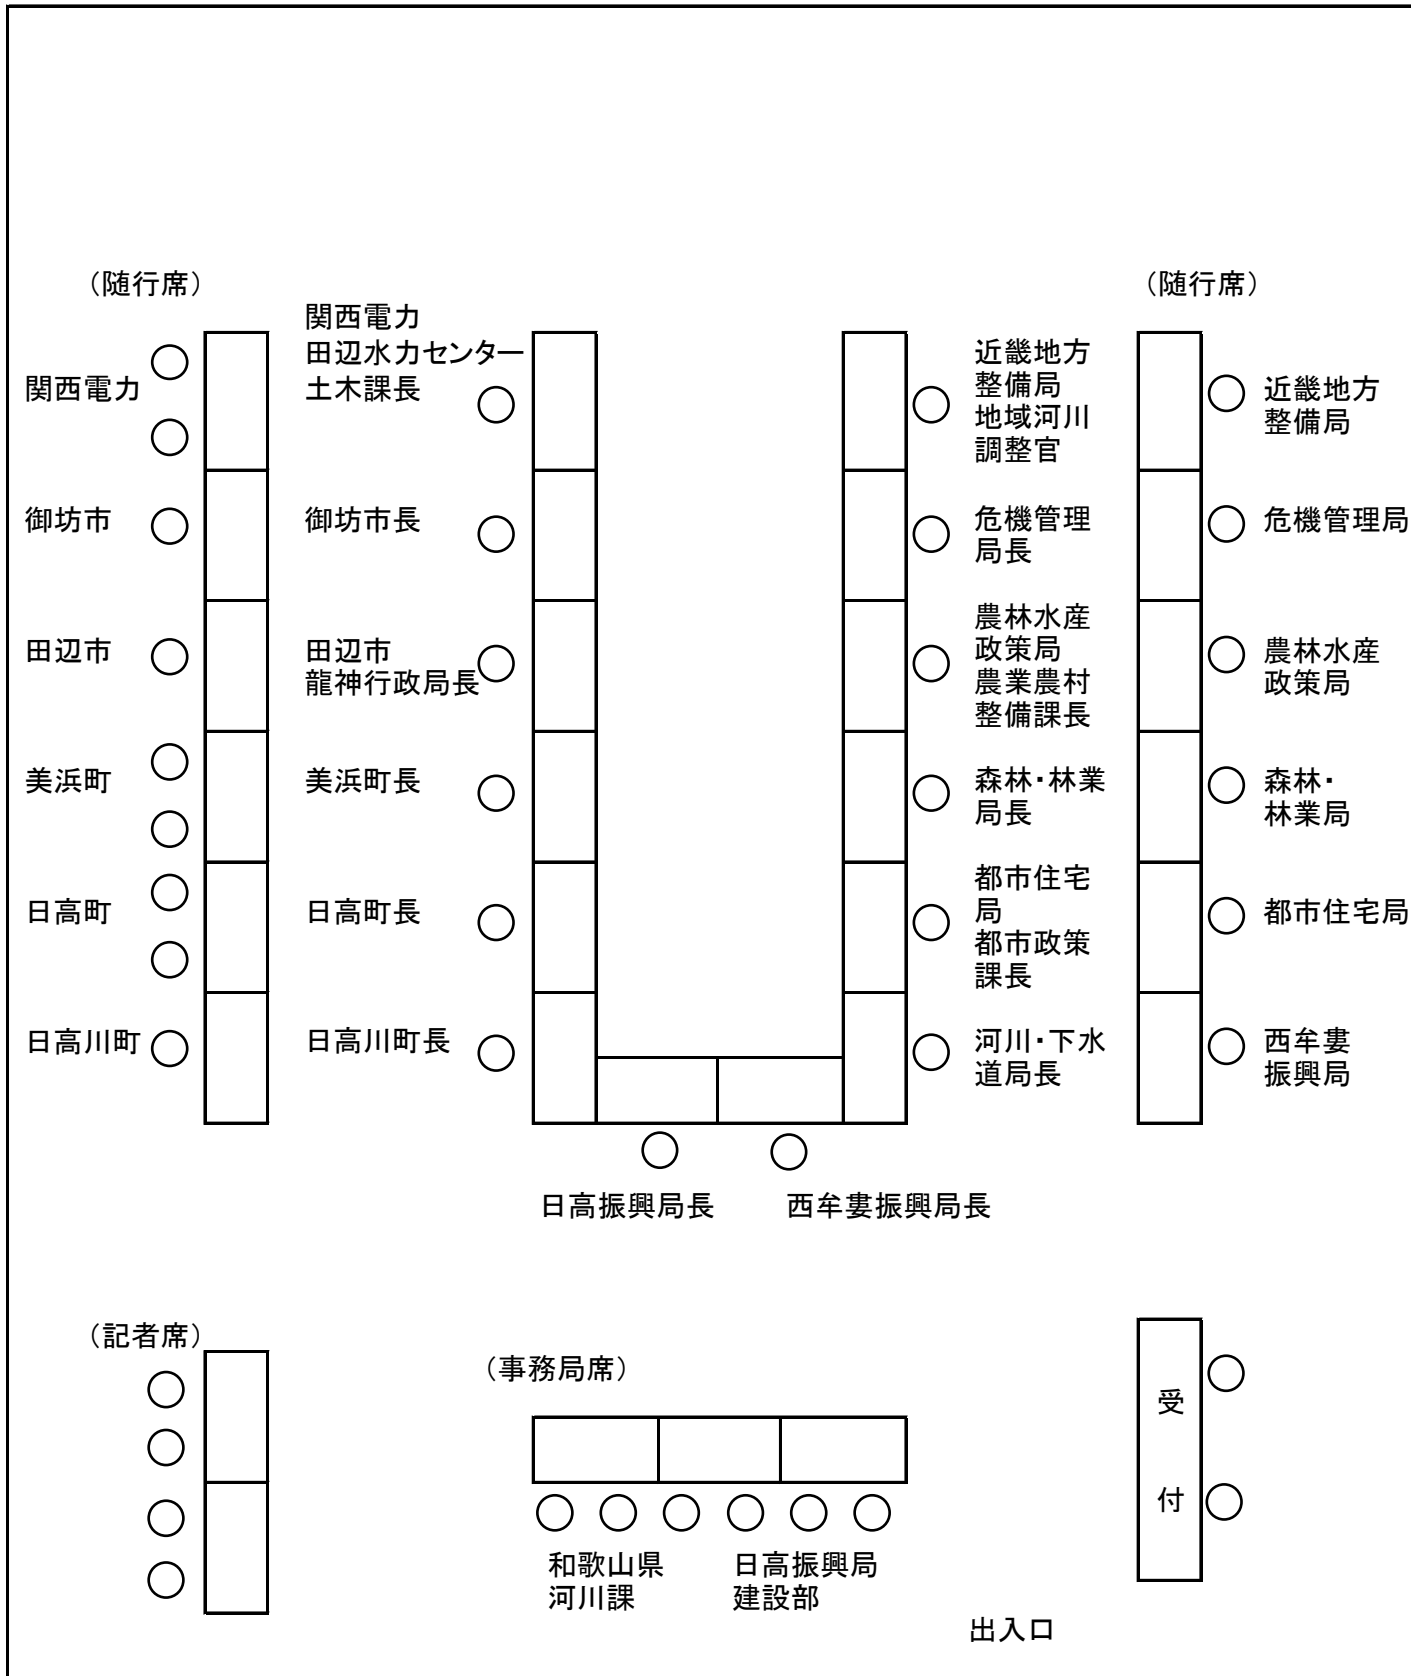 （随行席）
関西電力
御坊市
田辺市
美浜町
日高町
日高川町
関西電力
田辺水力センター
土木課長
御坊市長
田辺市
龍神行政局長
美浜町長
日高町長
日高川町長
近畿地方
整備局
地域河川
調整官
危機管理
局長
農林水産
政策局
農業農村
整備課長
森林・林業
局長
都市住宅
局
都市政策
課長
河川・下水
道局長
（随行席）
近畿地方
整備局
危機管理局
農林水産
政策局
森林・
林業局
都市住宅局
西牟婁
振興局
日高振興局長
西牟婁振興局長
（記者席）
（事務局席）
和歌山県
河川課
日高振興局
建設部
受
付
出入口